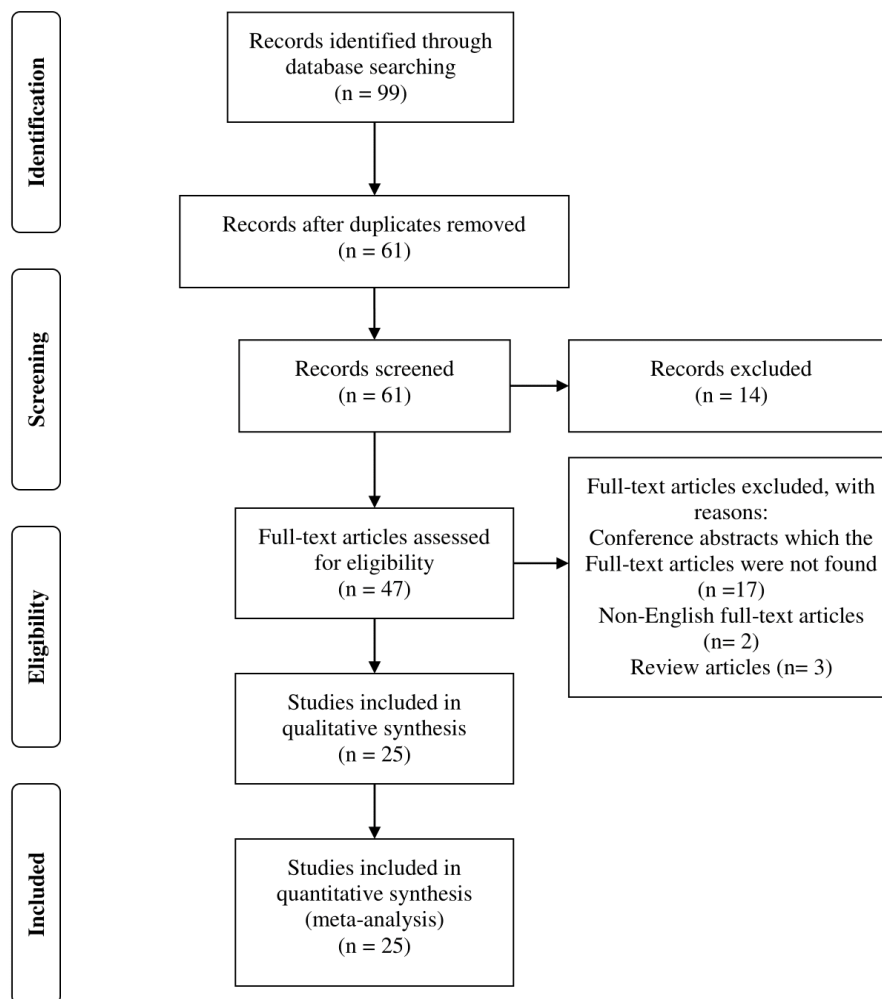 Identification
Records identified through
database searching
(n = 99)
Records after duplicates removed
(n = 61)
Screening
Records screened
(n = 61)
Records excluded
(n = 14)
Eligibility
Full-text articles assessed
for eligibility
(n = 47)
Full-text articles excluded, with
reasons:
Conference abstracts which the
Full-text articles were not found
(n =17)
Non-English full-text articles
(n= 2)
Review articles (n= 3)
Studies included in
qualitative synthesis
(n = 25)
Included
Studies included in
quantitative synthesis
(meta-analysis)
(n = 25)